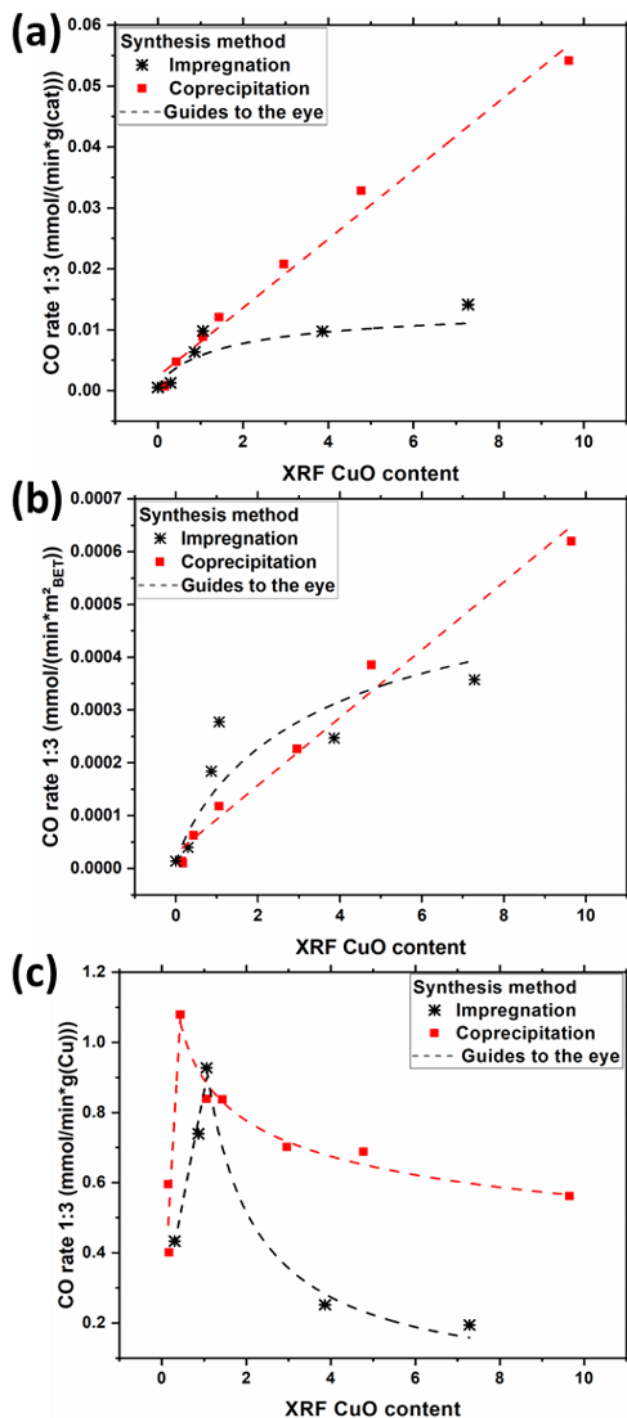 (a)
0.06
0.05
0.04
0.03
0.02
0.01
0.00
CO rate 1:3 (mmol/(min*g(cat)))
Synthesis method
Impregnation
Coprecipitation
Guides to the eye
0 2 4 6 8 10
XRF CuO content
(b)
0.0007
0.0006
0.0005
0.0004
0.0003
0.0002
0.0001
0.0000
CO rate 1:3 (mmol/(min*m²BET))
Synthesis method
Impregnation
Coprecipitation
Guides to the eye
0 2 4 6 8 10
XRF CuO content
(c)
1.2
1.0
0.8
0.6
0.4
0.2
CO rate 1:3 (mmol/min*g(Cu)))
Synthesis method
Impregnation
Coprecipitation
Guides to the eye
0 2 4 6 8 10
XRF CuO content